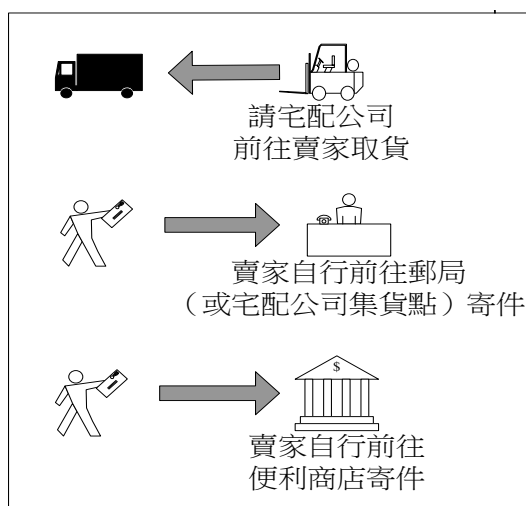 請宅配公司
前往賣家取貨
賣家自行前往郵局
（或宅配公司集貨點）寄件
$
賣家自行前往
便利商店寄件